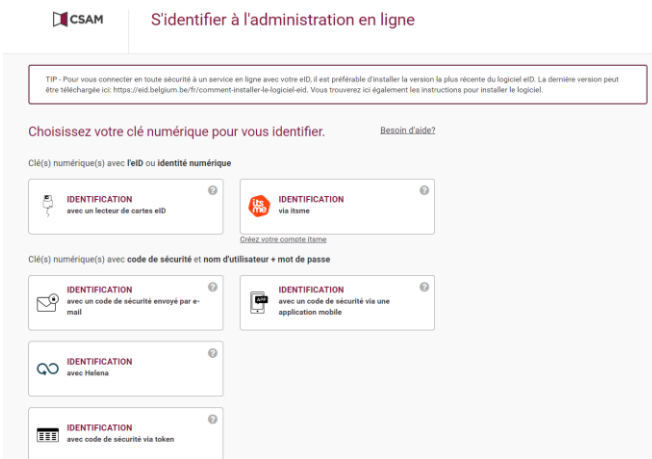 CSAM
S'identifier à l'administration en ligne
TIP - Pour vous connecter en toute sécurité à un service en ligne avec votre eID, il est préférable d'installer la version la plus récente du logiciel eID. La dernière version peut
être téléchargée ici: https://eid.belgium.be/fr/comment-installer-le-logiciel-eid. Vous trouverez ici également les instructions pour installer le logiciel.
Choisissez votre clé numérique pour vous identifier.
Besoin d'aide?
Clé(s) numérique(s) avec l'eID ou identité numérique
IDENTIFICATION
avec un lecteur de cartes eID
?
its
me
IDENTIFICATION
via itsme
?
Créez votre compte itsme
Clé(s) numérique(s) avec code de sécurité et nom d'utilisateur + mot de passe
IDENTIFICATION
avec un code de sécurité envoyé par e-
mail
?
APP
IDENTIFICATION
avec un code de sécurité via une
application mobile
?
IDENTIFICATION
avec Helena
?
IDENTIFICATION
avec code de sécurité via token
?